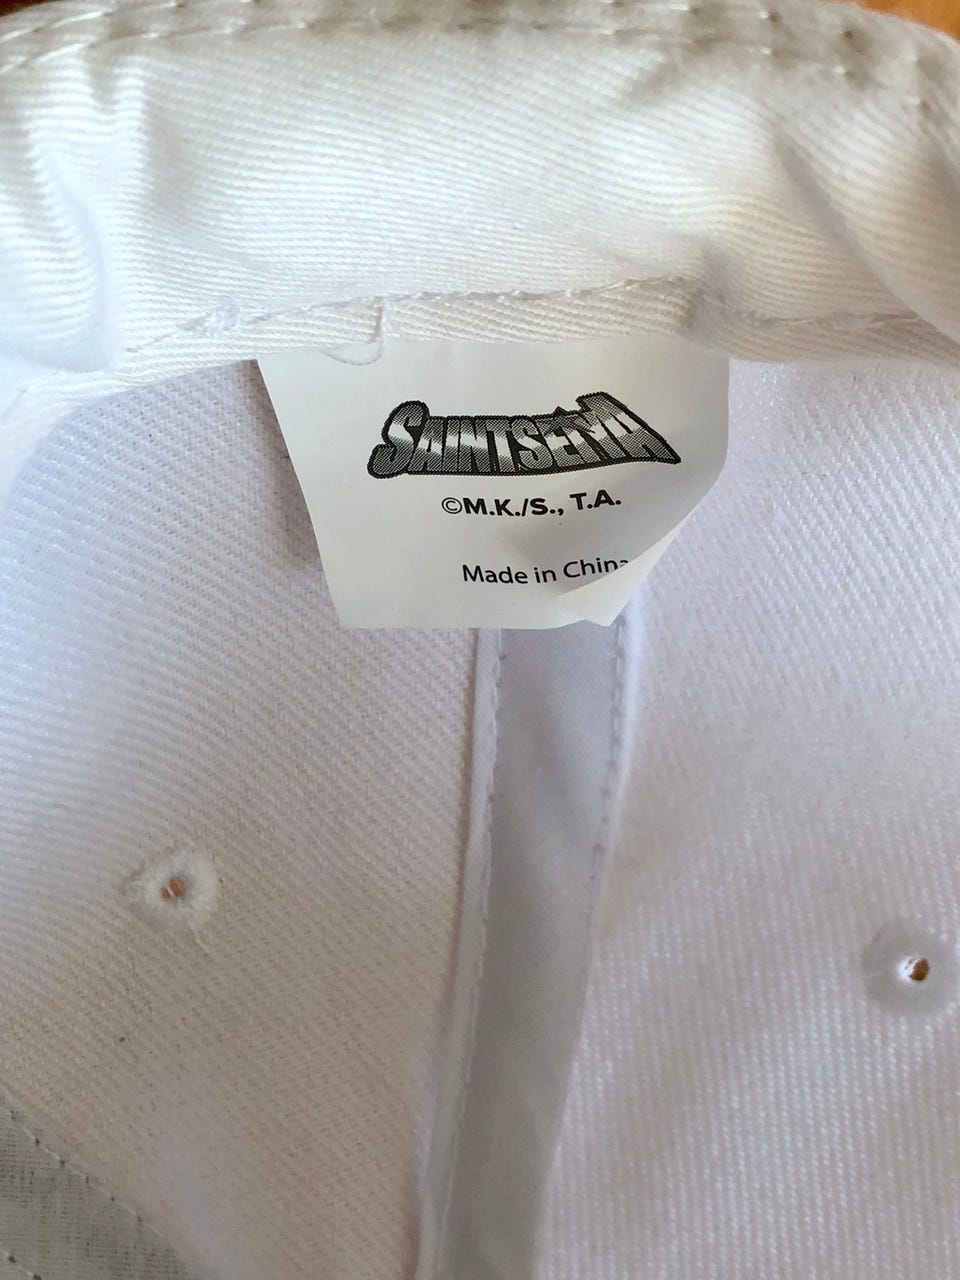 SAINTSEIYA
©M.K./S., T.A.
Made in China